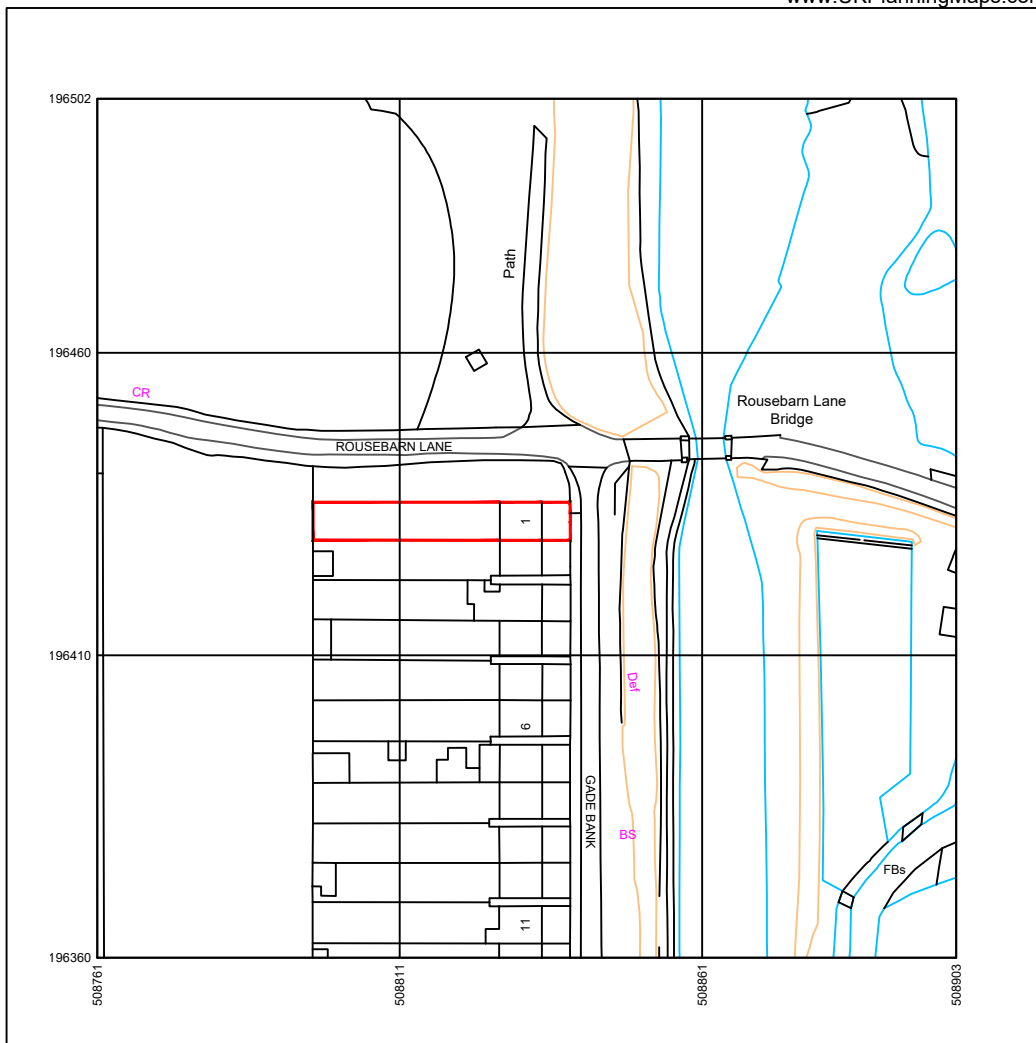 196502
Path
196460
CR
Rousebarn Lane
Bridge
ROUSEBARN LANE
1
196410
Def
6
GADE BANK
BS
FBs
11
196360
508761
508811
508861
508903